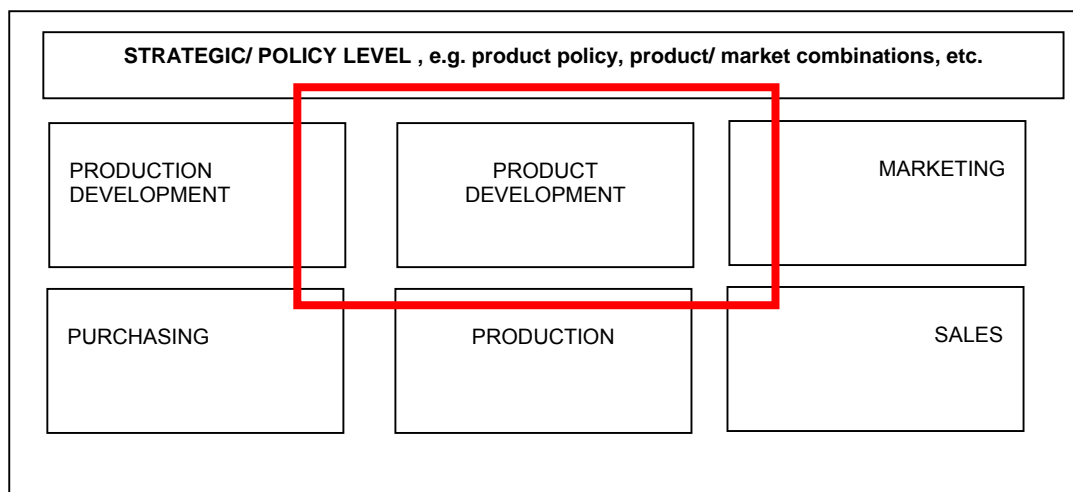 STRATEGIC/ POLICY LEVEL , e.g. product policy, product/ market combinations, etc.
PRODUCTION
DEVELOPMENT
PRODUCT
DEVELOPMENT
MARKETING
PURCHASING
PRODUCTION
SALES